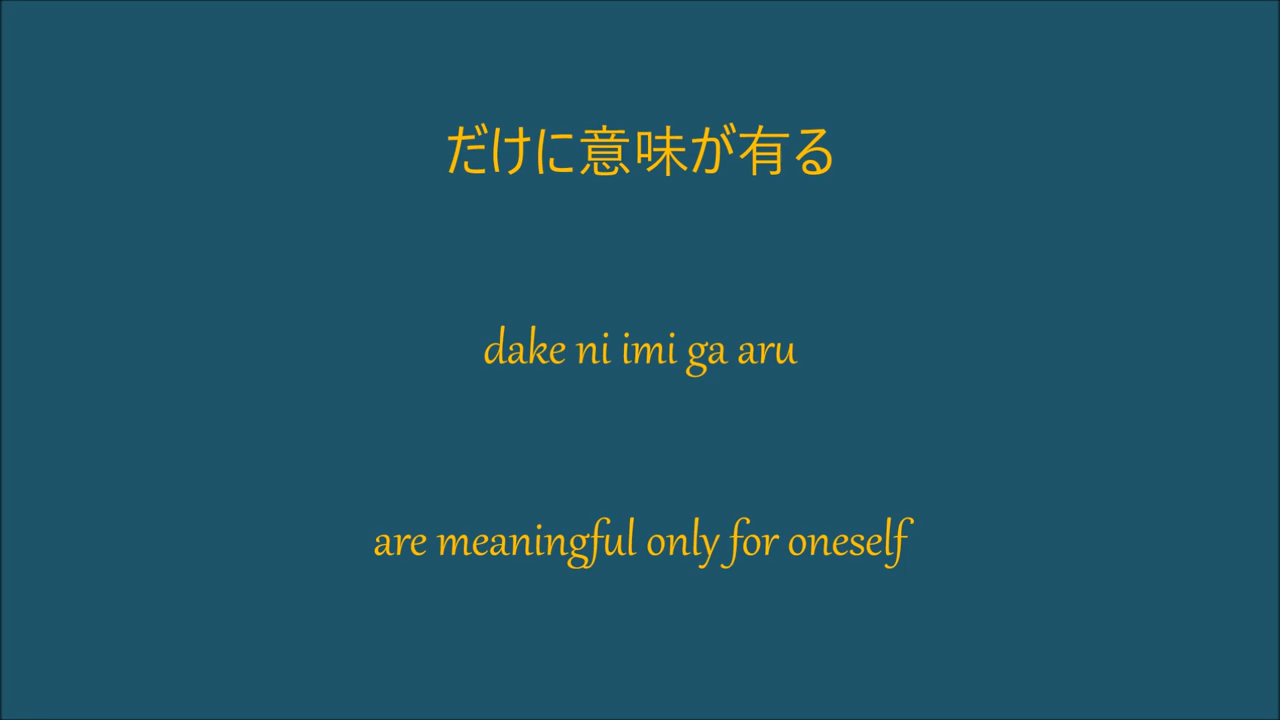 だけに意味が有る
dake ni imi ga aru
are meaningful only for oneself